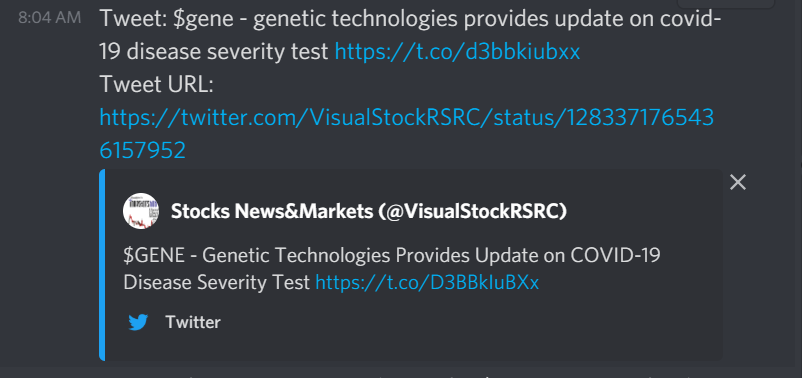 8:04 AM Tweet: $gene - genetic technologies provides update on covid-
19 disease severity test https://t.co/d3bbkiubxx
Tweet URL:
https://twitter.com/VisualStockRSRC/status/128337176543
6157952
Stocks News&Markets (@VisualStockRSRC)
$GENE - Genetic Technologies Provides Update on COVID-19
Disease Severity Test https://t.co/D3BBkIuBXx
Twitter